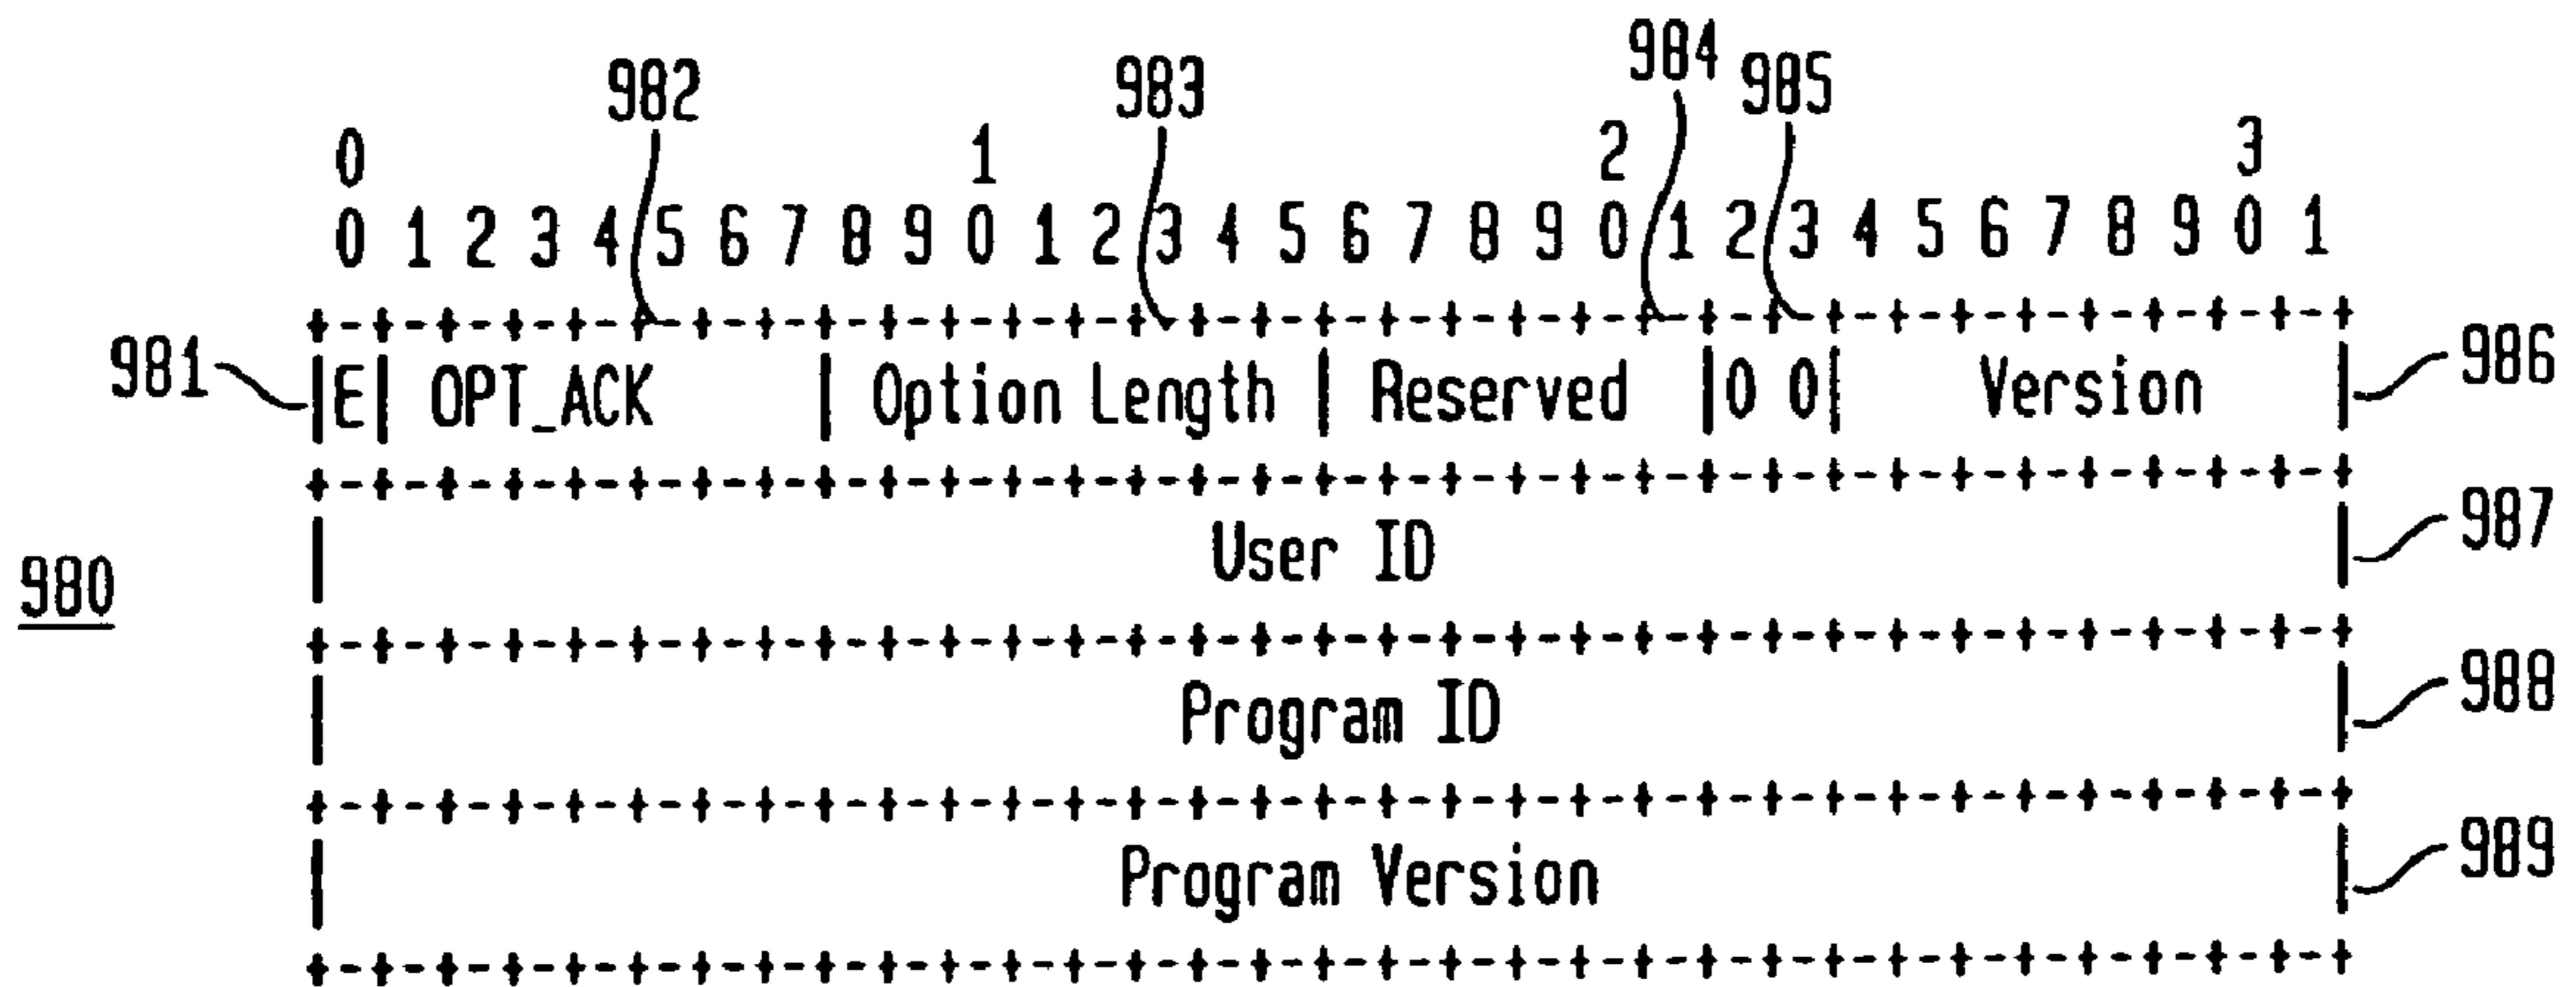 982 983 984 985
0 1 2 3
0 1 2 3 4 5 6 7 8 9 0 1 2 3 4 5 6 7 8 9 0 1 2 3 4 5 6 7 8 9 0 1
+-+-+-+-+-+-+-+-+-+-+-+-+-+-+-+-+-+-+-+-+-+-+-+-+-+-+-+-+-+-+-+-+
981 |E| OPT_ACK | Option Length | Reserved |0 0| Version | 986
+-+-+-+-+-+-+-+-+-+-+-+-+-+-+-+-+-+-+-+-+-+-+-+-+-+-+-+-+-+-+-+-+
| User ID | 987
980
+-+-+-+-+-+-+-+-+-+-+-+-+-+-+-+-+-+-+-+-+-+-+-+-+-+-+-+-+-+-+-+-+
| Program ID | 988
+-+-+-+-+-+-+-+-+-+-+-+-+-+-+-+-+-+-+-+-+-+-+-+-+-+-+-+-+-+-+-+-+
| Program Version | 989
+-+-+-+-+-+-+-+-+-+-+-+-+-+-+-+-+-+-+-+-+-+-+-+-+-+-+-+-+-+-+-+-+